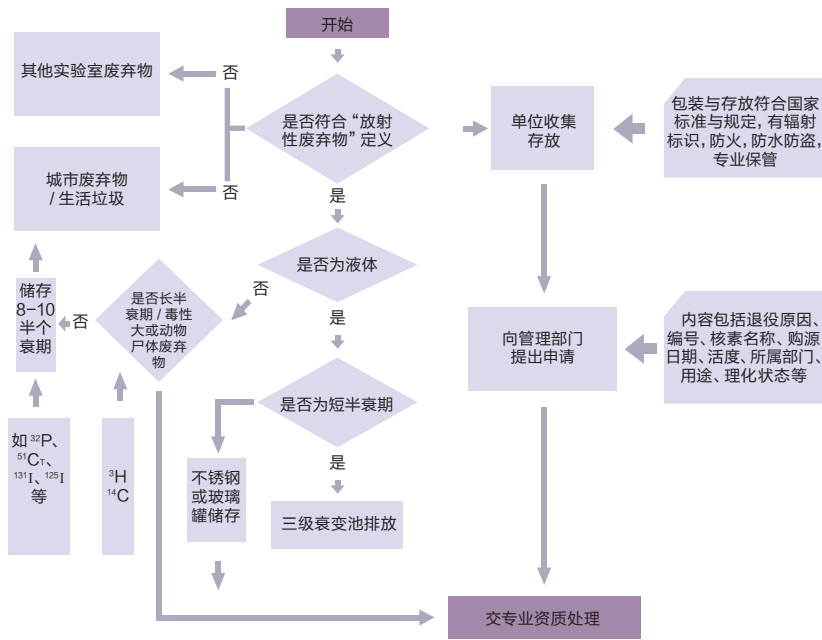 开始
其他实验室废弃物
否
是否符合“放射
性废弃物”定义
单位收集
存放
包装与存放符合国家
标准与规定，有辐射
标识，防火，防水防盗，
专业保管
城市废弃物
/ 生活垃圾
否
是
是否为液体
否
是否长半
衰期 / 毒性
大或动物
尸体废弃
物
否
储存
8-10
半个
衰期
是
向管理部门
提出申请
内容包括退役原因、
编号、核素名称、购源
日期、活度、所属部门、
用途、理化状态等
是否为短半衰期
如 ³²P、
⁵¹Cт、
¹³¹I、¹²⁵I
等
³H
¹⁴C
不锈钢
或玻璃
罐储存
是
三级衰变池排放
交专业资质处理